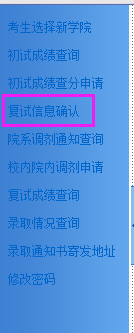 考生选择新学院
初试成绩查询
初试成绩查分申请
复试信息确认
院系调剂通知查询
校内院内调剂申请
复试成绩查询
录取情况查询
录取通知书寄发地址
修改密码